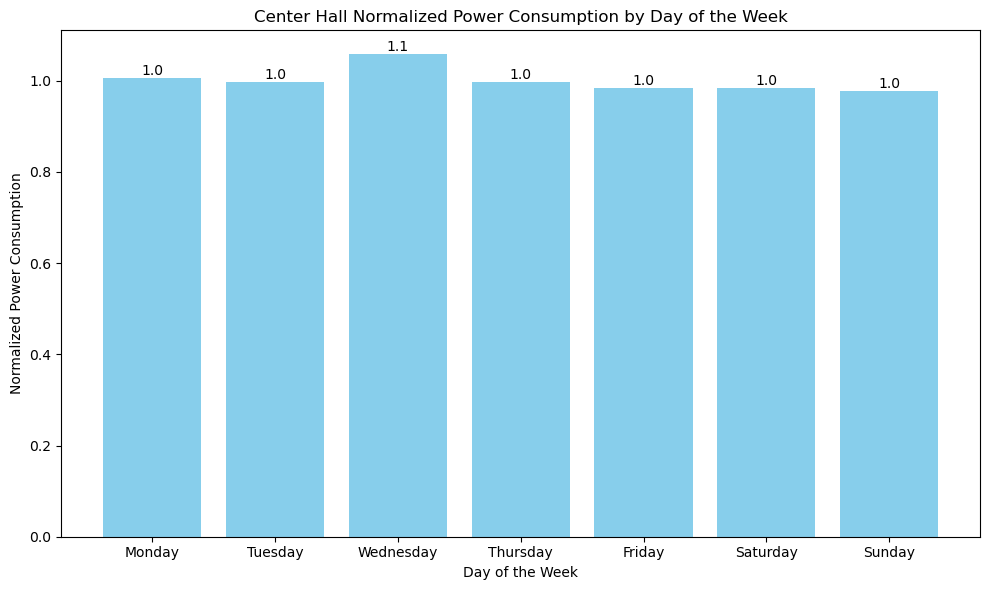 Center Hall Normalized Power Consumption by Day of the Week
Normalized Power Consumption
1.0
0.8
0.6
0.4
0.2
0.0
1.0
1.0
1.1
1.0
1.0
1.0
1.0
Monday
Tuesday
Wednesday
Thursday
Friday
Saturday
Sunday
Day of the Week